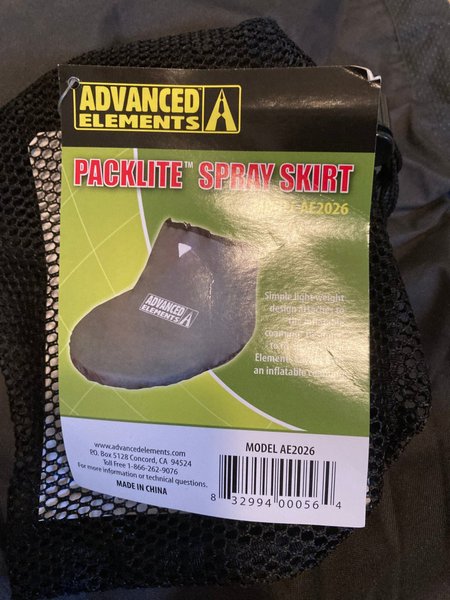 ADVANCED
ELEMENTS
PACKLITE™ SPRAY SKIRT
MODEL AE2026
ADVANCED
ELEMENTS
Simple light weight
design
Elements
an inflatable
www.advancedelements.com
P.O. Box 5128 Concord, CA 94524
Toll Free 1-866-262-9076
For more information or technical questions.
MADE IN CHINA
MODEL AE2026
8 32994 00056 4